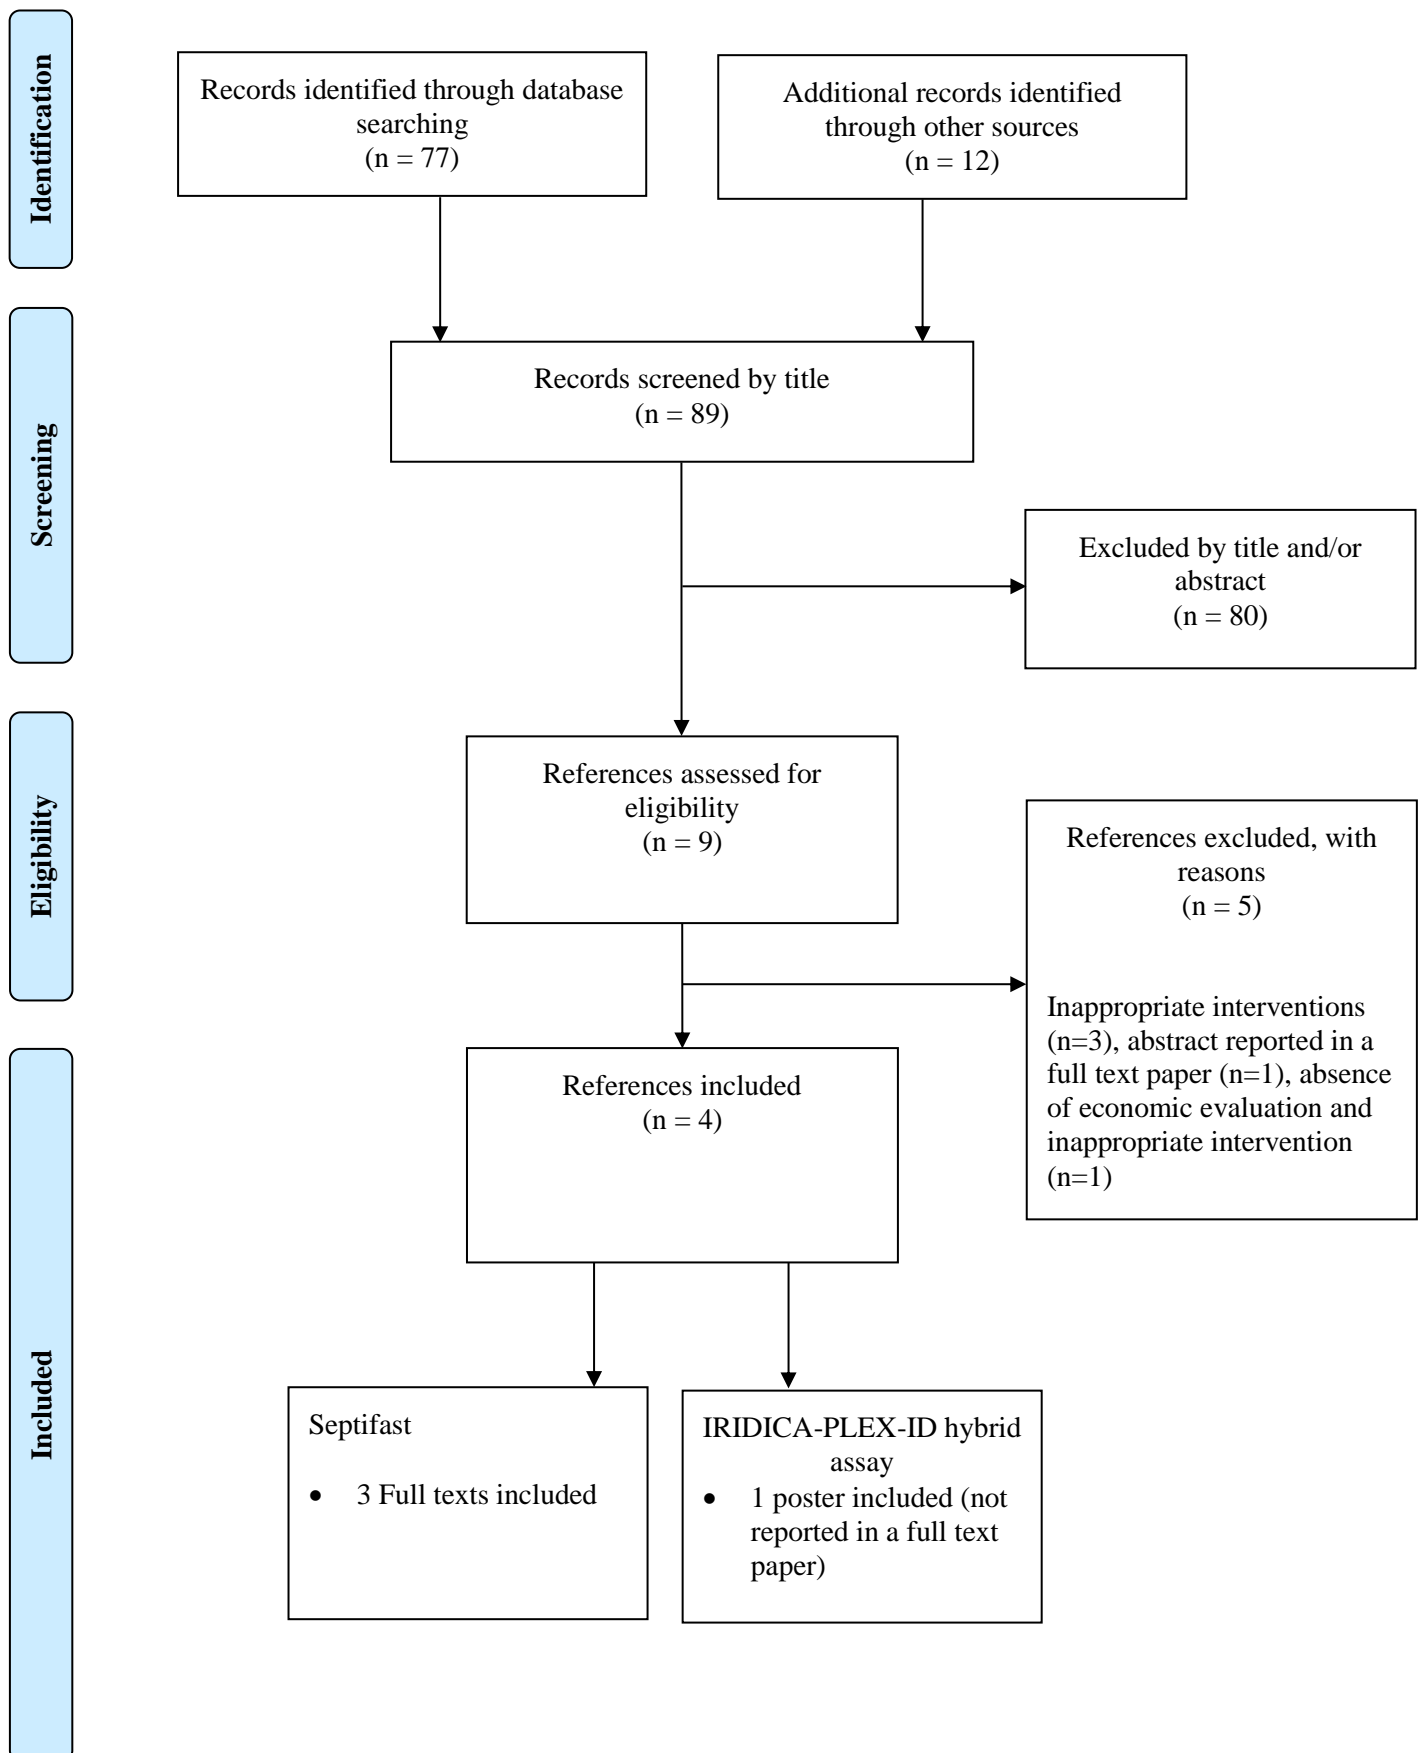 Identification
Records identified through database
searching
(n = 77)
Additional records identified
through other sources
(n = 12)
Screening
Records screened by title
(n = 89)
Excluded by title and/or
abstract
(n = 80)
Eligibility
References assessed for
eligibility
(n = 9)
References excluded, with
reasons
(n = 5)
Inappropriate interventions
(n=3), abstract reported in a
full text paper (n=1), absence
of economic evaluation and
inappropriate intervention
(n=1)
Included
References included
(n = 4)
Septifast
• 3 Full texts included
IRIDICA-PLEX-ID hybrid
assay
• 1 poster included (not
reported in a full text
paper)